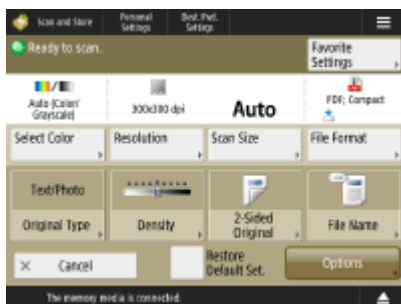 Scan and Store
Personal Settings
Dest./Fwd. Settings
Ready to scan.
Favorite Settings
Auto (Color/
Grayscale)
300x300 dpi
Auto
PDF; Compact
Select Color
Resolution
Scan Size
File Format
Text/Photo
Original Type
Density
2-Sided
Original
File Name
Cancel
Restore
Default Set.
Options
The memory media is connected.